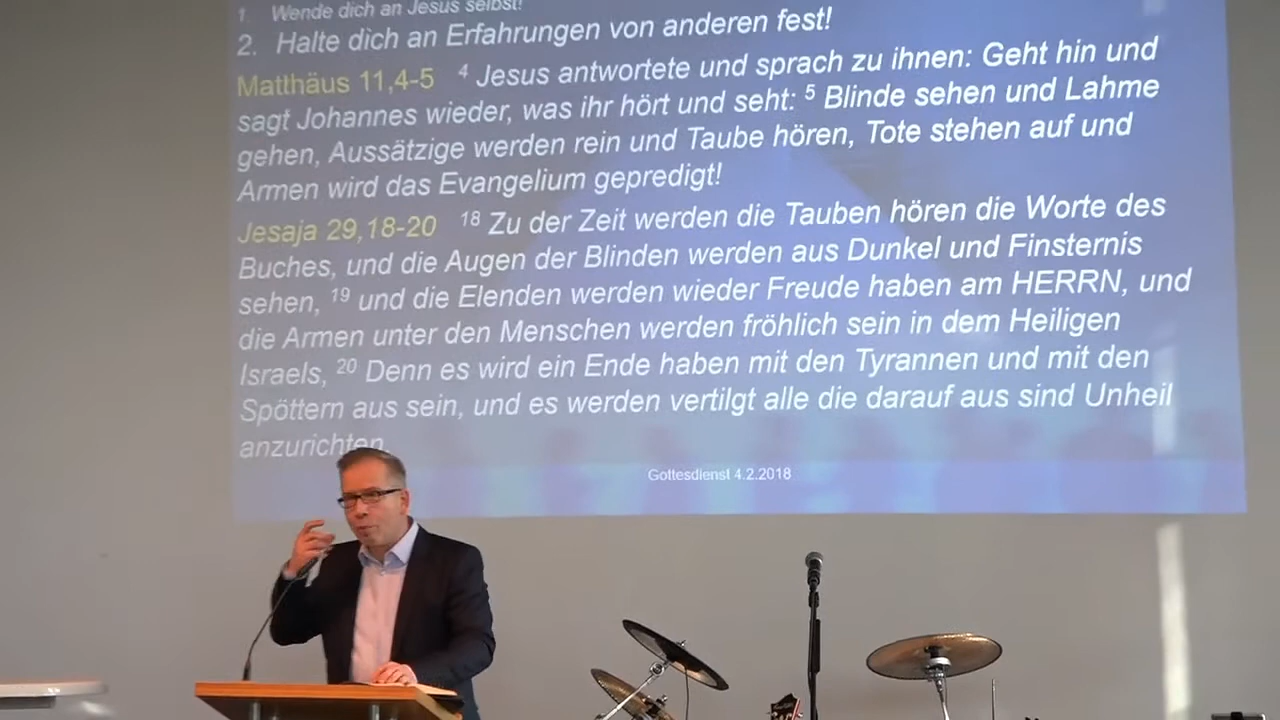 1. Wende dich an Jesus selbst!
2. Halte dich an Erfahrungen von anderen fest!
Matthäus 11,4-5 ⁴ Jesus antwortete und sprach zu ihnen: Geht hin und
sagt Johannes wieder, was ihr hört und seht: ⁵ Blinde sehen und Lahme
gehen, Aussätzige werden rein und Taube hören, Tote stehen auf und
Armen wird das Evangelium gepredigt!
Jesaja 29,18-20 ¹⁸ Zu der Zeit werden die Tauben hören die Worte des
Buches, und die Augen der Blinden werden aus Dunkel und Finsternis
sehen, ¹⁹ und die Elenden werden wieder Freude haben am HERRN, und
die Armen unter den Menschen werden fröhlich sein in dem Heiligen
Israels, ²⁰ Denn es wird ein Ende haben mit den Tyrannen und mit den
Spöttern aus sein, und es werden vertilgt alle die darauf aus sind Unheil
anzurichten
Gottesdienst 4.2.2018